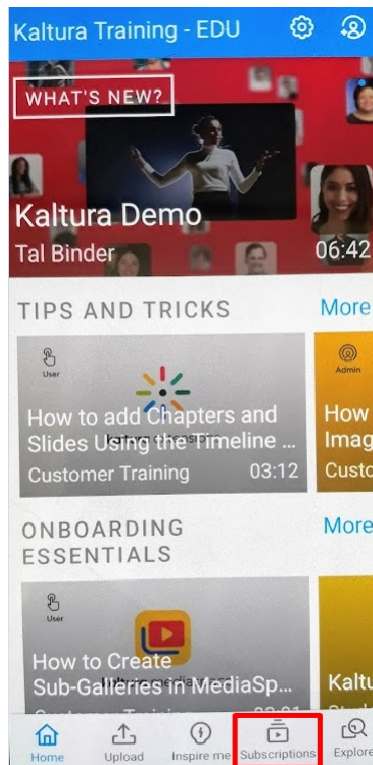 Kaltura Training - EDU
WHAT'S NEW?
Kaltura Demo
Tal Binder 06:42
TIPS AND TRICKS More
User
Admin
How to add Chapters and
Slides Using the Timeline ...
Customer Training 03:12
How
Imag
Custo
ONBOARDING
ESSENTIALS
More
User
How to Create
Sub-Galleries in MediaSp...
Kaltu
Home Upload Inspire me Subscriptions Explore